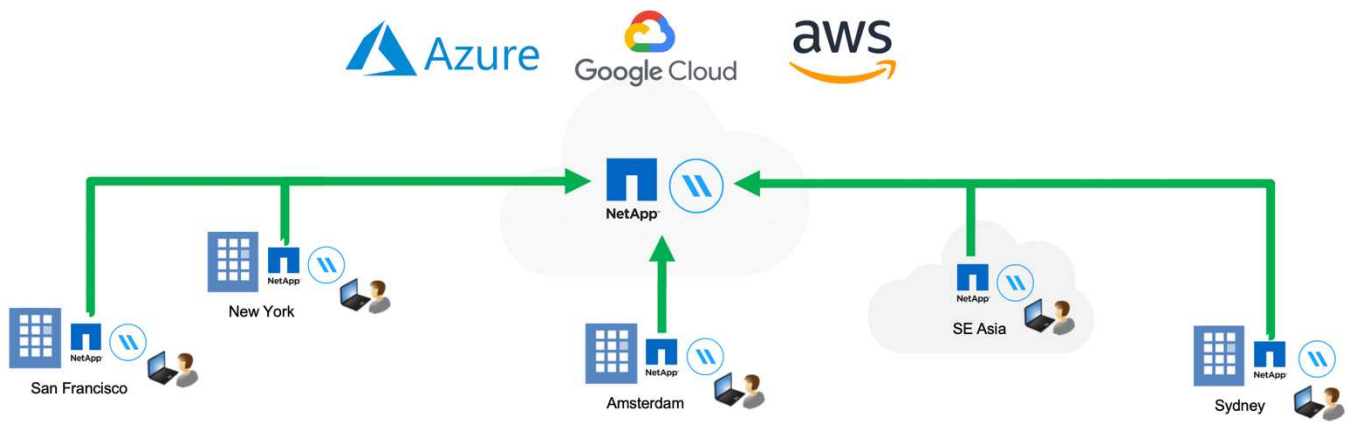 Azure
Google Cloud
aws
NetApp
NetApp
New York
NetApp
San Francisco
NetApp
Amsterdam
NetApp
SE Asia
NetApp
Sydney